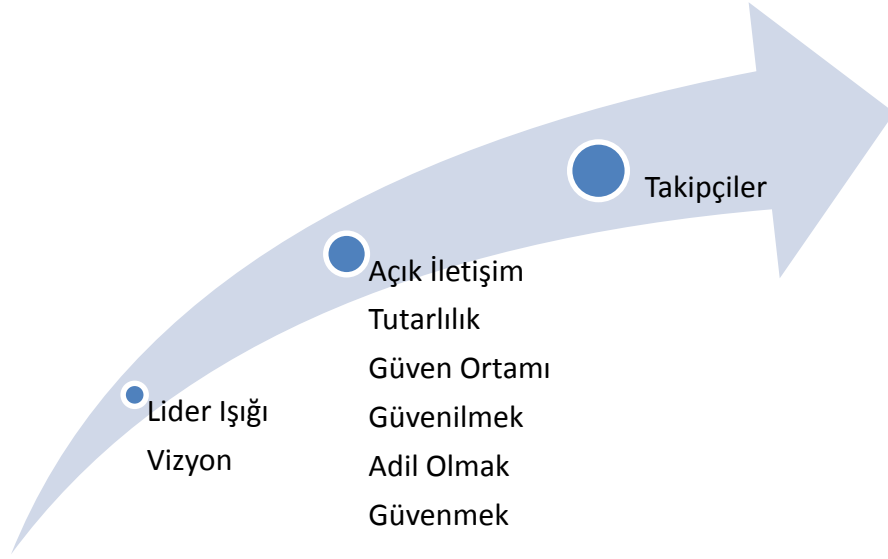 Lider Işığı
Vizyon
Açık İletişim
Tutarlılık
Güven Ortamı
Güvenilmek
Adil Olmak
Güvenmek
Takipçiler